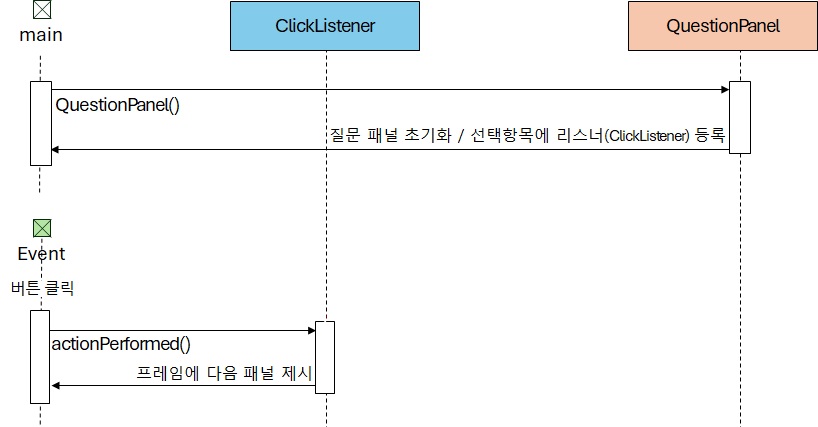 main
ClickListener
QuestionPanel
QuestionPanel()
질문 패널 초기화 / 선택항목에 리스너(ClickListener) 등록
Event
버튼 클릭
actionPerformed()
프레임에 다음 패널 제시